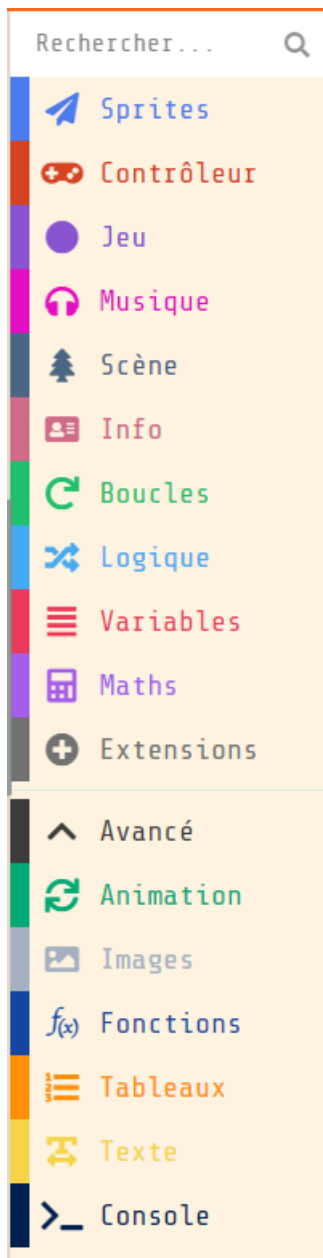 Rechercher...
Sprites
Contrôleur
Jeu
Musique
Scène
Info
Boucles
Logique
Variables
Maths
Extensions
Avancé
Animation
Images
f(x) Fonctions
Tableaux
Texte
Console